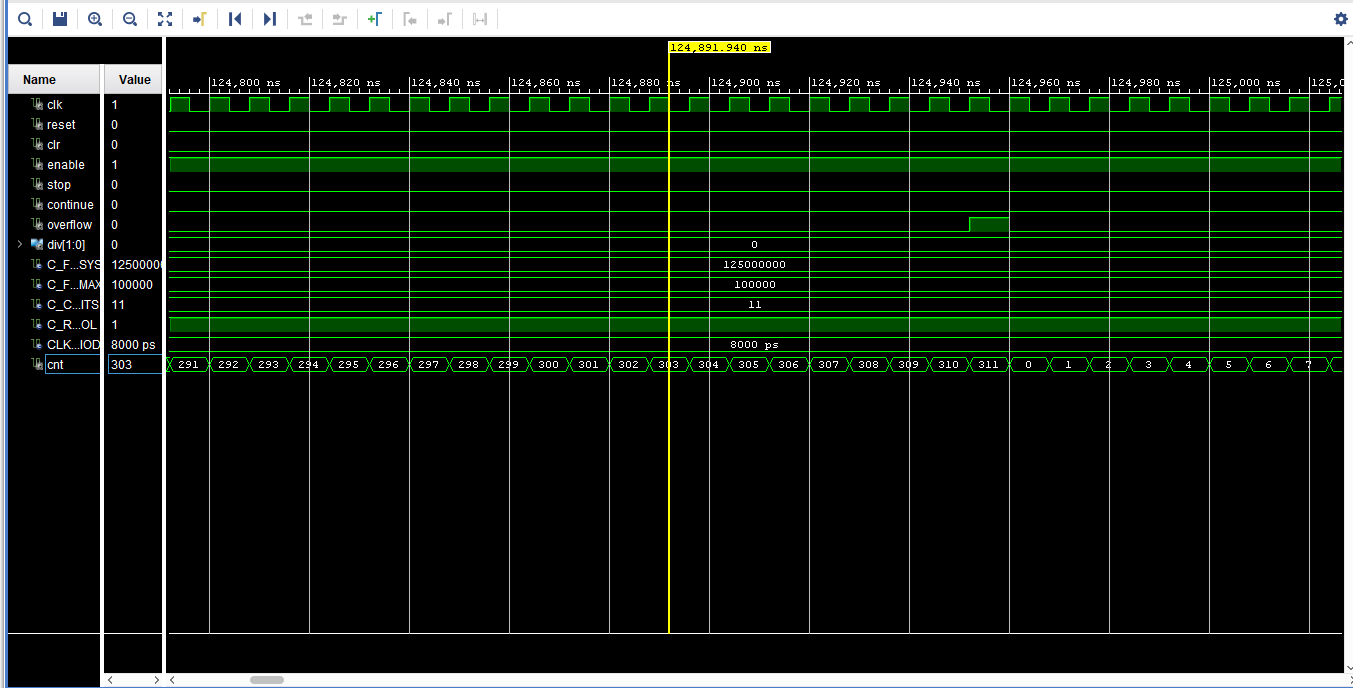 124,891.940 ns
Name Value
124,800 ns 124,820 ns 124,840 ns 124,860 ns 124,880 ns 124,900 ns 124,920 ns 124,940 ns 124,960 ns 124,980 ns 125,000 ns
clk 1
reset 0
clr 0
enable 1
stop 0
continue 0
overflow 0
div[1:0] 0 0
C_F...SYS 12500000 125000000
C_F...MAX 100000 100000
C_C...ITS 11 11
C_R...OL 1
CLK...IOD 8000 ps 8000 ps
cnt 303 291 292 293 294 295 296 297 298 299 300 301 302 303 304 305 306 307 308 309 310 311 0 1 2 3 4 5 6 7